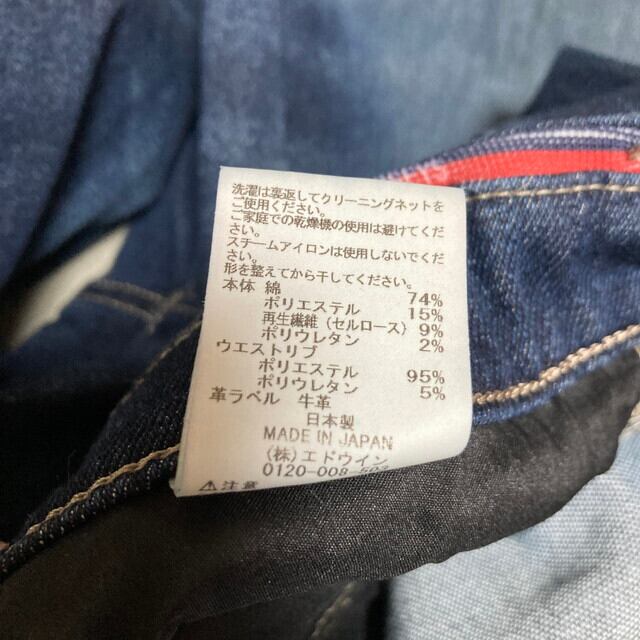 洗濯は裏返してクリーニングネットを
ご使用ください。
ご家庭での乾燥機の使用は避けてくださ
い。
スチームアイロンは使用しないでくださ
い。
形を整えてから干してください。
本体 綿 74%
ポリエステル 15%
再生繊維（セルロース） 9%
ポリウレタン 2%
ウエストリブ
ポリエステル 95%
ポリウレタン 5%
革ラベル 牛革
日本製
MADE IN JAPAN
(株)エドウイン
0120-008-503
⚠注意